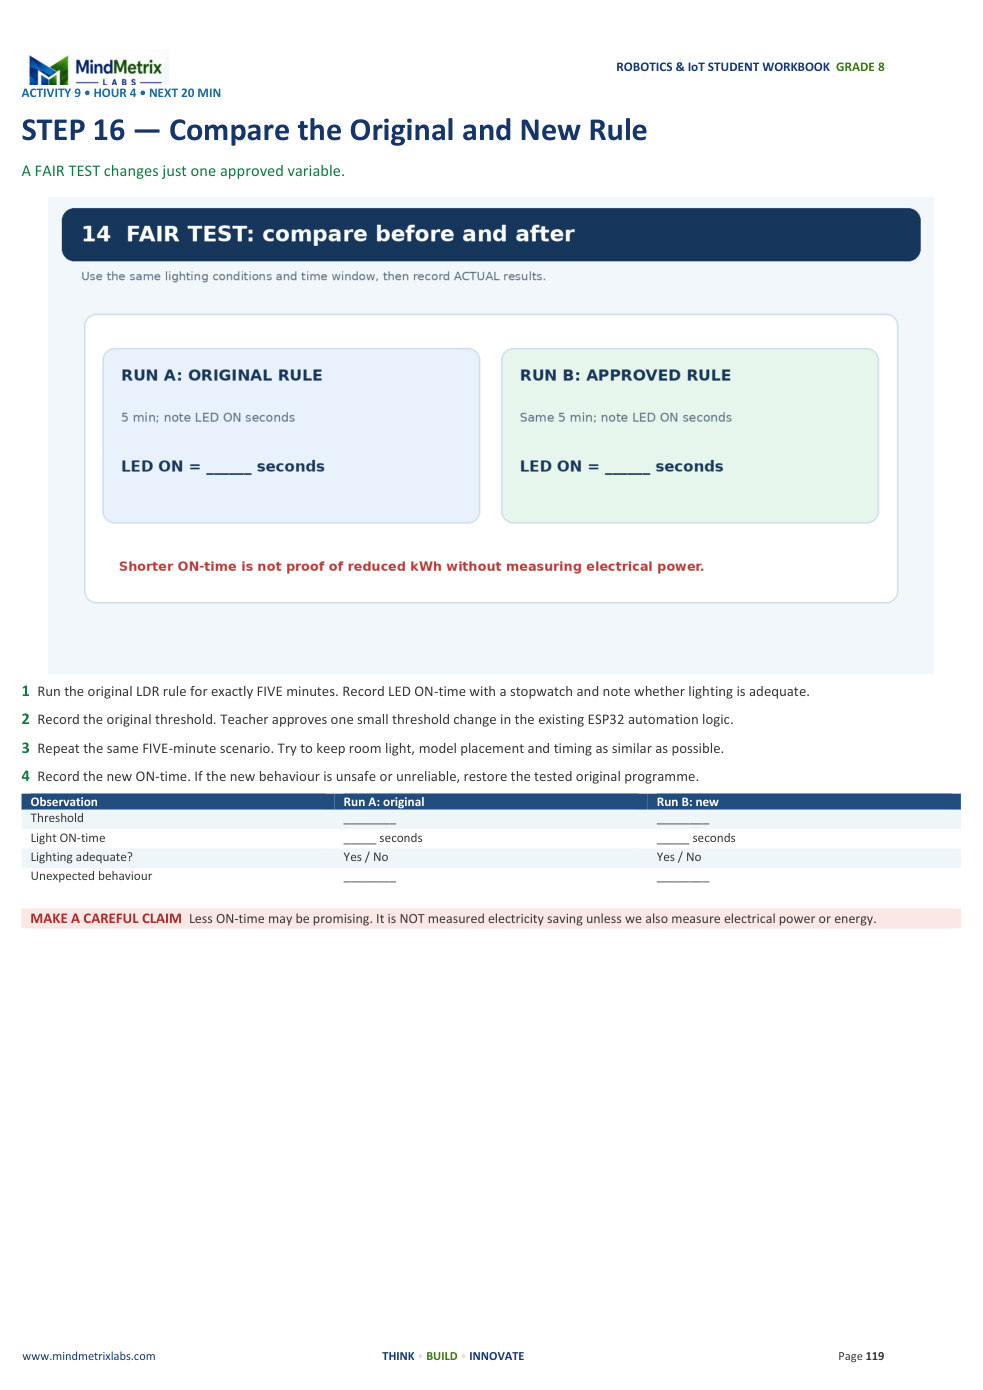 MindMetrix
LABS
ROBOTICS & IoT STUDENT WORKBOOK GRADE 8
ACTIVITY 9 • HOUR 4 • NEXT 20 MIN
STEP 16 — Compare the Original and New Rule
A FAIR TEST changes just one approved variable.
14 FAIR TEST: compare before and after
Use the same lighting conditions and time window, then record ACTUAL results.
RUN A: ORIGINAL RULE
5 min; note LED ON seconds
LED ON = _____ seconds
RUN B: APPROVED RULE
Same 5 min; note LED ON seconds
LED ON = _____ seconds
Shorter ON-time is not proof of reduced kWh without measuring electrical power.
1 Run the original LDR rule for exactly FIVE minutes. Record LED ON-time with a stopwatch and note whether lighting is adequate.
2 Record the original threshold. Teacher approves one small threshold change in the existing ESP32 automation logic.
3 Repeat the same FIVE-minute scenario. Try to keep room light, model placement and timing as similar as possible.
4 Record the new ON-time. If the new behaviour is unsafe or unreliable, restore the tested original programme.
Observation Run A: original Run B: new
Threshold ________ ________
Light ON-time _____ seconds _____ seconds
Lighting adequate? Yes / No Yes / No
Unexpected behaviour ________ ________
MAKE A CAREFUL CLAIM Less ON-time may be promising. It is NOT measured electricity saving unless we also measure electrical power or energy.
www.mindmetrixlabs.com THINK • BUILD • INNOVATE Page 119